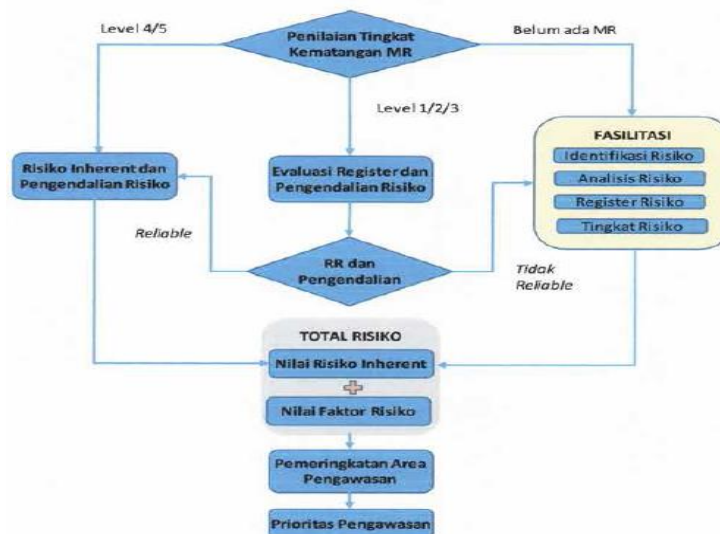 Level 4/5
Penilaian Tingkat
Kematangan MR
Belum ada MR
Level 1/2/3
Risiko Inherent dan
Pengendalian Risiko
Evaluasi Register dan
Pengendalian Risiko
FASILITASI
Identifikasi Risiko
Analisis Risiko
Register Risiko
Tingkat Risiko
Reliable
RR dan
Pengendalian
Tidak
Reliable
TOTAL RISIKO
Nilai Risiko Inherent
+
Nilai Faktor Risiko
Pemeringkatan Area
Pengawasan
Prioritas Pengawasan